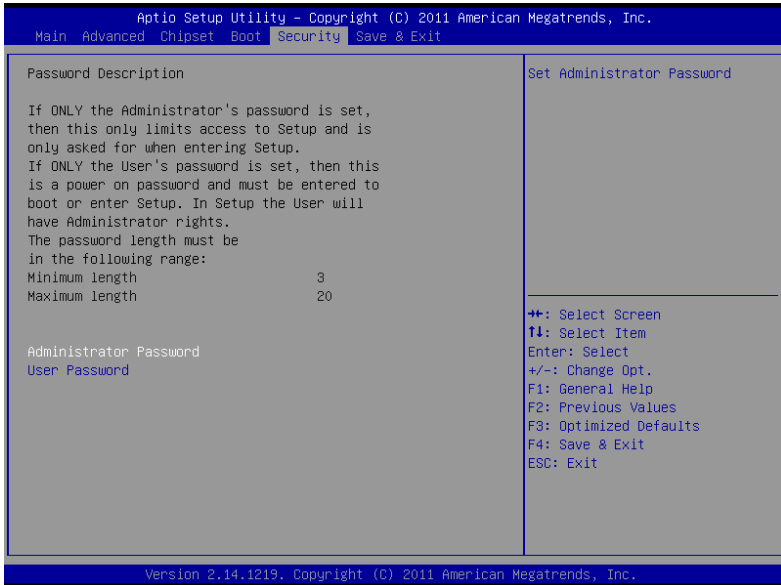 Aptio Setup Utility – Copyright (C) 2011 American Megatrends, Inc.
Main Advanced Chipset Boot Security Save & Exit
Password Description
If ONLY the Administrator's password is set,
then this only limits access to Setup and is
only asked for when entering Setup.
If ONLY the User's password is set, then this
is a power on password and must be entered to
boot or enter Setup. In Setup the User will
have Administrator rights.
The password length must be
in the following range:
Minimum length 3
Maximum length 20
Administrator Password
User Password
Set Administrator Password
→←: Select Screen
↑↓: Select Item
Enter: Select
+/-: Change Opt.
F1: General Help
F2: Previous Values
F3: Optimized Defaults
F4: Save & Exit
ESC: Exit
Version 2.14.1219. Copyright (C) 2011 American Megatrends, Inc.